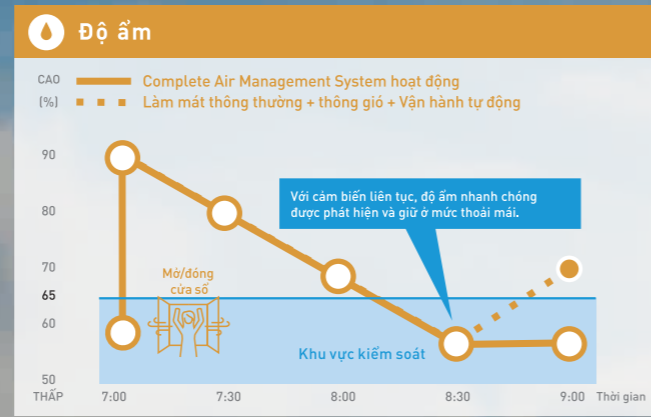 Độ ẩm
CAO
(%)
Complete Air Management System hoạt động
Làm mát thông thường + thông gió + Vận hành tự động
90
80
70
65
60
50
THẤP
Với cảm biến liên tục, độ ẩm nhanh chóng
được phát hiện và giữ ở mức thoải mái.
Mở/đóng
cửa sổ
Khu vực kiểm soát
7:00
7:30
8:00
8:30
9:00
Thời gian